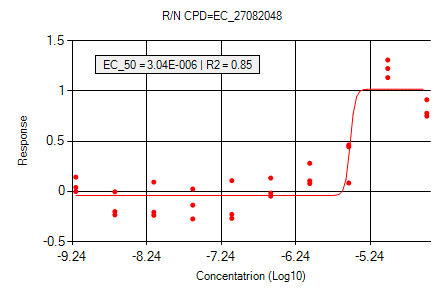 R/N CPD=EC_27082048
EC_50 = 3.04E-006 | R2 = 0.85
1.5
1
0.5
0
-0.5
Response
-9.24 -8.24 -7.24 -6.24 -5.24
Concentatrion (Log10)